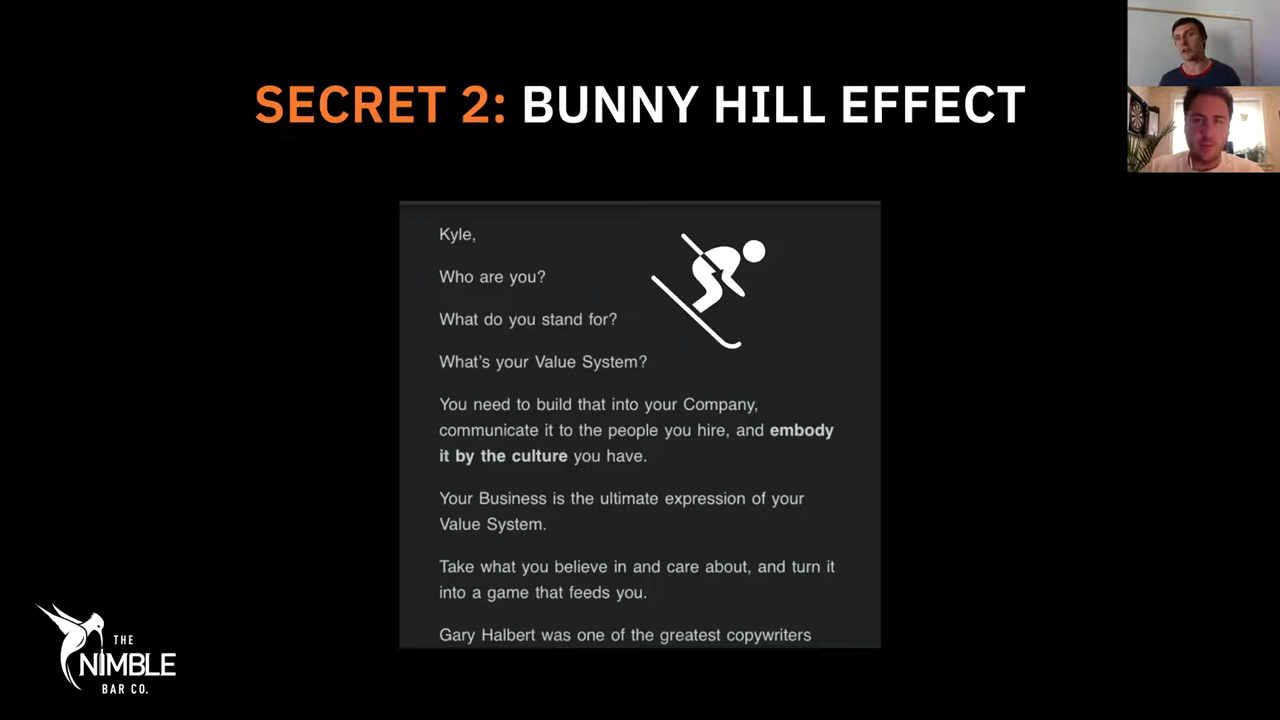 SECRET 2: BUNNY HILL EFFECT
Kyle,
Who are you?
What do you stand for?
What's your Value System?
You need to build that into your Company,
communicate it to the people you hire, and embody
it by the culture you have.
Your Business is the ultimate expression of your
Value System.
Take what you believe in and care about, and turn it
into a game that feeds you.
Gary Halbert was one of the greatest copywriters
THE
NIMBLE
BAR CO.